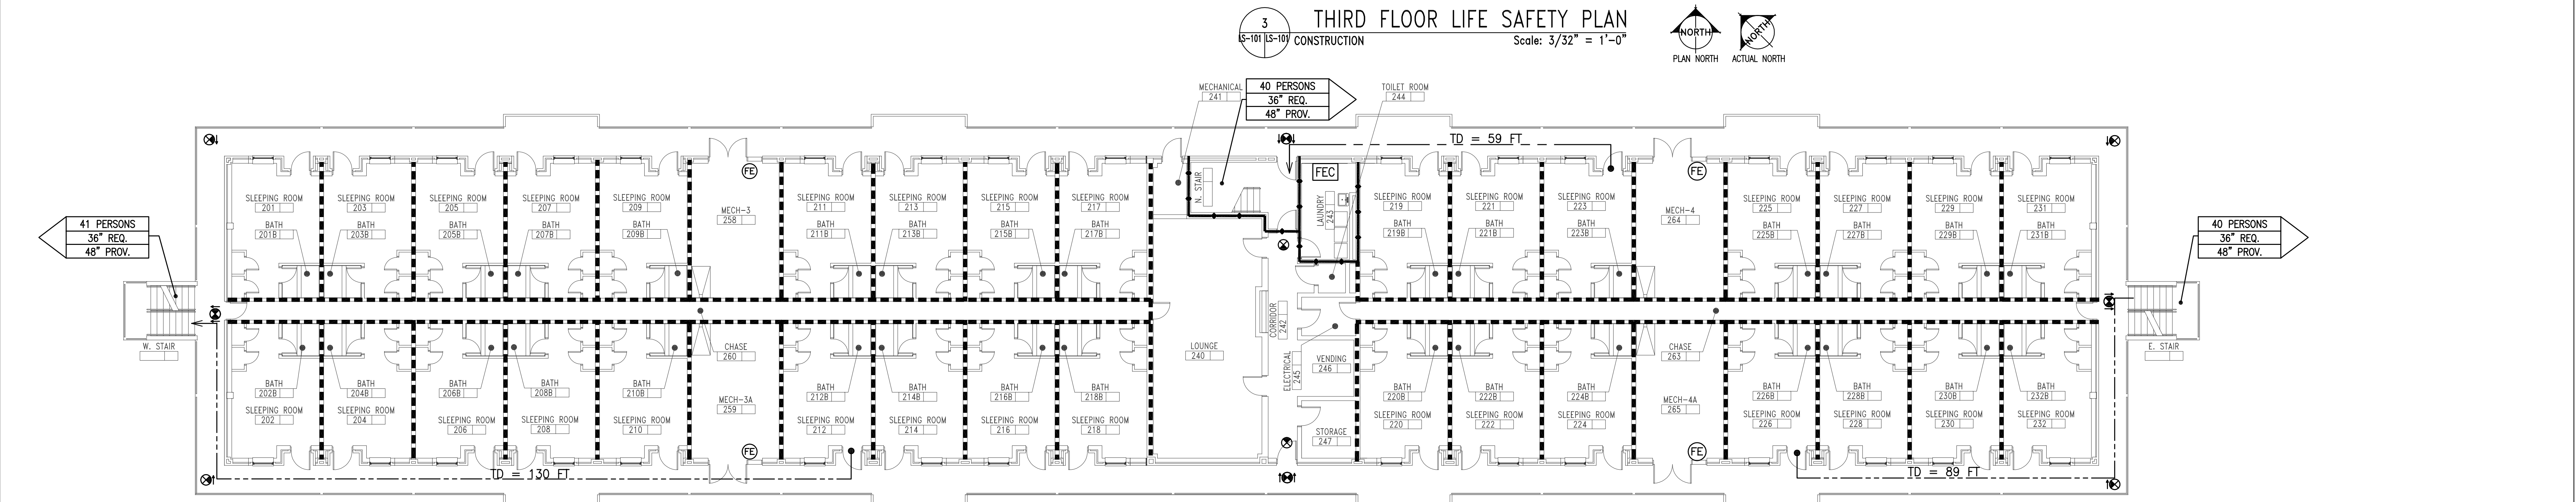 3
LS-101 LS-101
THIRD FLOOR LIFE SAFETY PLAN
CONSTRUCTION
Scale: 3/32" = 1'-0"
NORTH
PLAN NORTH
NORTH
ACTUAL NORTH
MECHANICAL
241
40 PERSONS
36" REQ.
48" PROV.
TOILET ROOM
244
TD = 59 FT
FE
FEC
FE
N. STAIR
LAUNDRY
243
SLEEPING ROOM
201
SLEEPING ROOM
203
SLEEPING ROOM
205
SLEEPING ROOM
207
SLEEPING ROOM
209
MECH-3
258
SLEEPING ROOM
211
SLEEPING ROOM
213
SLEEPING ROOM
215
SLEEPING ROOM
217
SLEEPING ROOM
219
SLEEPING ROOM
221
SLEEPING ROOM
223
MECH-4
264
SLEEPING ROOM
225
SLEEPING ROOM
227
SLEEPING ROOM
229
SLEEPING ROOM
231
41 PERSONS
36" REQ.
48" PROV.
40 PERSONS
36" REQ.
48" PROV.
BATH
201B
BATH
203B
BATH
205B
BATH
207B
BATH
209B
BATH
211B
BATH
213B
BATH
215B
BATH
217B
BATH
219B
BATH
221B
BATH
223B
BATH
225B
BATH
227B
BATH
229B
BATH
231B
W. STAIR
CHASE
260
LOUNGE
240
CORRIDOR
242
ELECTRICAL
245
VENDING
246
CHASE
263
E. STAIR
BATH
202B
BATH
204B
BATH
206B
BATH
208B
BATH
210B
BATH
212B
BATH
214B
BATH
216B
BATH
218B
BATH
220B
BATH
222B
BATH
224B
BATH
226B
BATH
228B
BATH
230B
BATH
232B
SLEEPING ROOM
202
SLEEPING ROOM
204
SLEEPING ROOM
206
SLEEPING ROOM
208
SLEEPING ROOM
210
MECH-3A
259
SLEEPING ROOM
212
SLEEPING ROOM
214
SLEEPING ROOM
216
SLEEPING ROOM
218
STORAGE
247
SLEEPING ROOM
220
SLEEPING ROOM
222
SLEEPING ROOM
224
MECH-4A
265
SLEEPING ROOM
226
SLEEPING ROOM
228
SLEEPING ROOM
230
SLEEPING ROOM
232
FE
FE
TD = 130 FT
TD = 89 FT